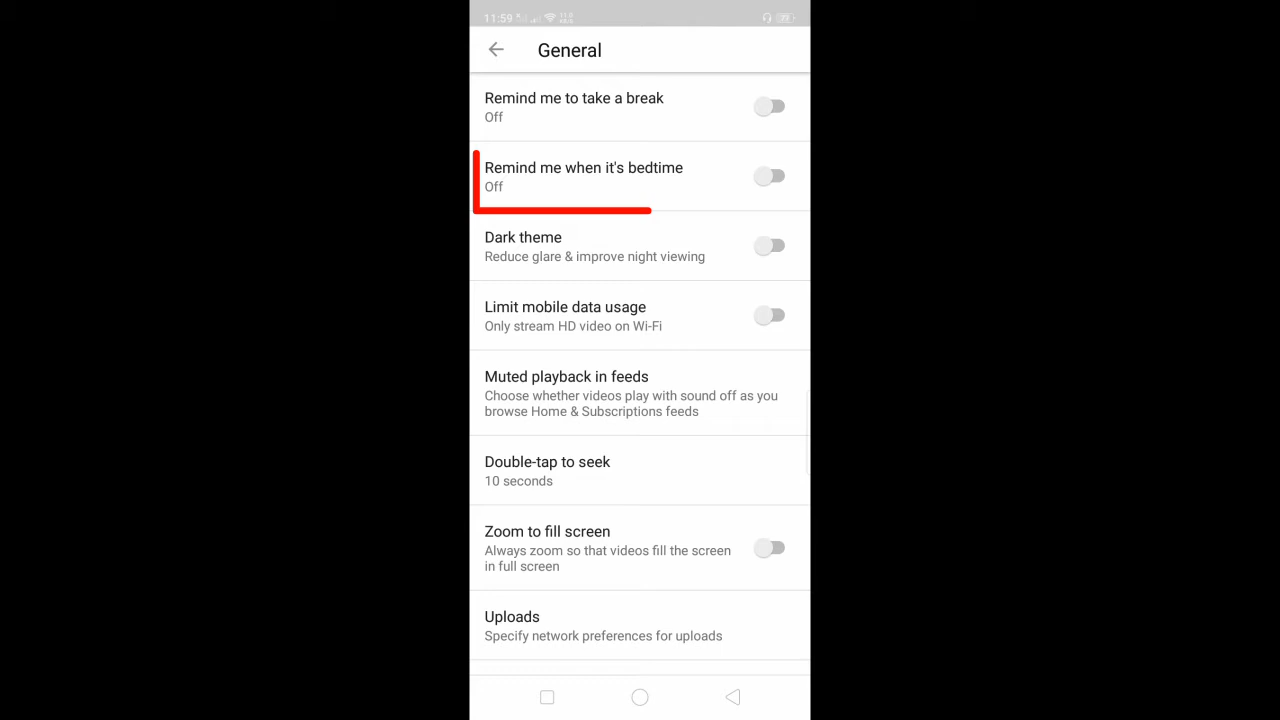 11:59
General
Remind me to take a break
Off
Remind me when it's bedtime
Off
Dark theme
Reduce glare & improve night viewing
Limit mobile data usage
Only stream HD video on Wi-Fi
Muted playback in feeds
Choose whether videos play with sound off as you
browse Home & Subscriptions feeds
Double-tap to seek
10 seconds
Zoom to fill screen
Always zoom so that videos fill the screen
in full screen
Uploads
Specify network preferences for uploads